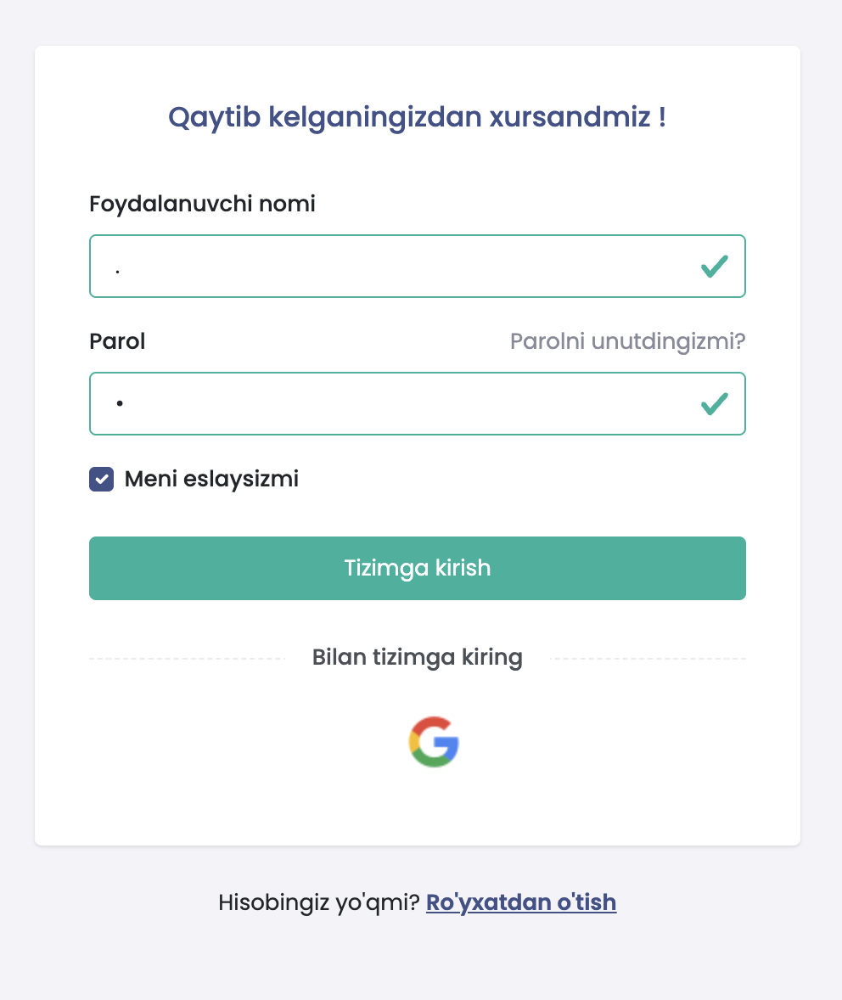 Qaytib kelganingizdan xursandmiz !
Foydalanuvchi nomi
.
Parol Parolni unutdingizmi?
•
Meni eslaysizmi
Tizimga kirish
Bilan tizimga kiring
Hisobingiz yo'qmi? Ro'yxatdan o'tish